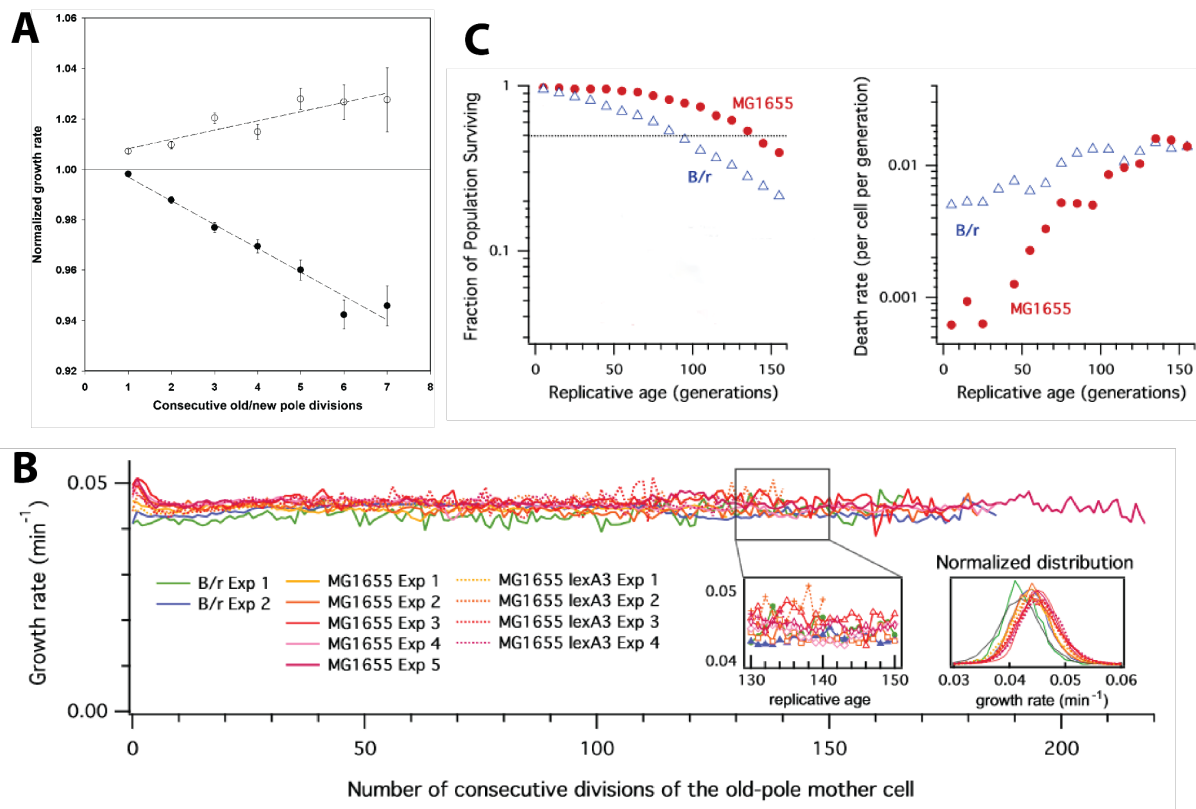 A
1.06
1.04
1.02
1.00
0.98
0.96
0.94
0.92
Normalized growth rate
0 1 2 3 4 5 6 7 8
Consecutive old/new pole divisions
C
1
0.1
Fraction of Population Surviving
MG1655
B/r
0 50 100 150
Replicative age (generations)
0.01
0.001
Death rate (per cell per generation)
B/r
MG1655
0 50 100 150
Replicative age (generations)
B
0.05
0.00
Growth rate (min-1)
B/r Exp 1
B/r Exp 2
MG1655 Exp 1
MG1655 Exp 2
MG1655 Exp 3
MG1655 Exp 4
MG1655 Exp 5
MG1655 lexA3 Exp 1
MG1655 lexA3 Exp 2
MG1655 lexA3 Exp 3
MG1655 lexA3 Exp 4
0.05
0.04
130 140 150
replicative age
Normalized distribution
0.03 0.04 0.05 0.06
growth rate (min-1)
0 50 100 150 200
Number of consecutive divisions of the old-pole mother cell